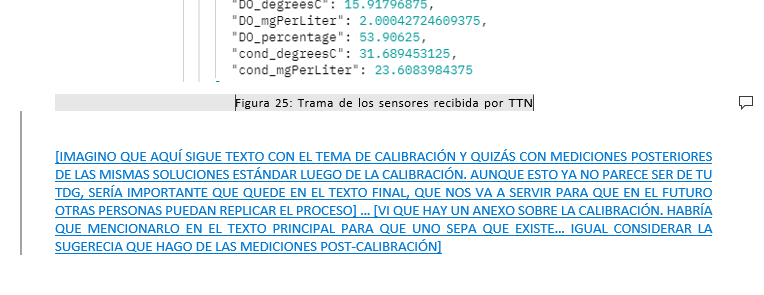 "DO_degreesC": 15.91796875,
"DO_mgPerLiter": 2.00042724609375,
"DO_percentage": 53.90625,
"cond_degreesC": 31.689453125,
"cond_mgPerLiter": 23.6083984375
Figura 25: Trama de los sensores recibida por TTN
[IMAGINO QUE AQUÍ SIGUE TEXTO CON EL TEMA DE CALIBRACIÓN Y QUIZÁS CON MEDICIONES POSTERIORES
DE LAS MISMAS SOLUCIONES ESTÁNDAR LUEGO DE LA CALIBRACIÓN. AUNQUE ESTO YA NO PARECE SER DE TU
TDG, SERÍA IMPORTANTE QUE QUEDE EN EL TEXTO FINAL, QUE NOS VA A SERVIR PARA QUE EN EL FUTURO
OTRAS PERSONAS PUEDAN REPLICAR EL PROCESO] … [VI QUE HAY UN ANEXO SOBRE LA CALIBRACIÓN. HABRÍA
QUE MENCIONARLO EN EL TEXTO PRINCIPAL PARA QUE UNO SEPA QUE EXISTE… IGUAL CONSIDERAR LA
SUGERECIA QUE HAGO DE LAS MEDICIONES POST-CALIBRACIÓN]